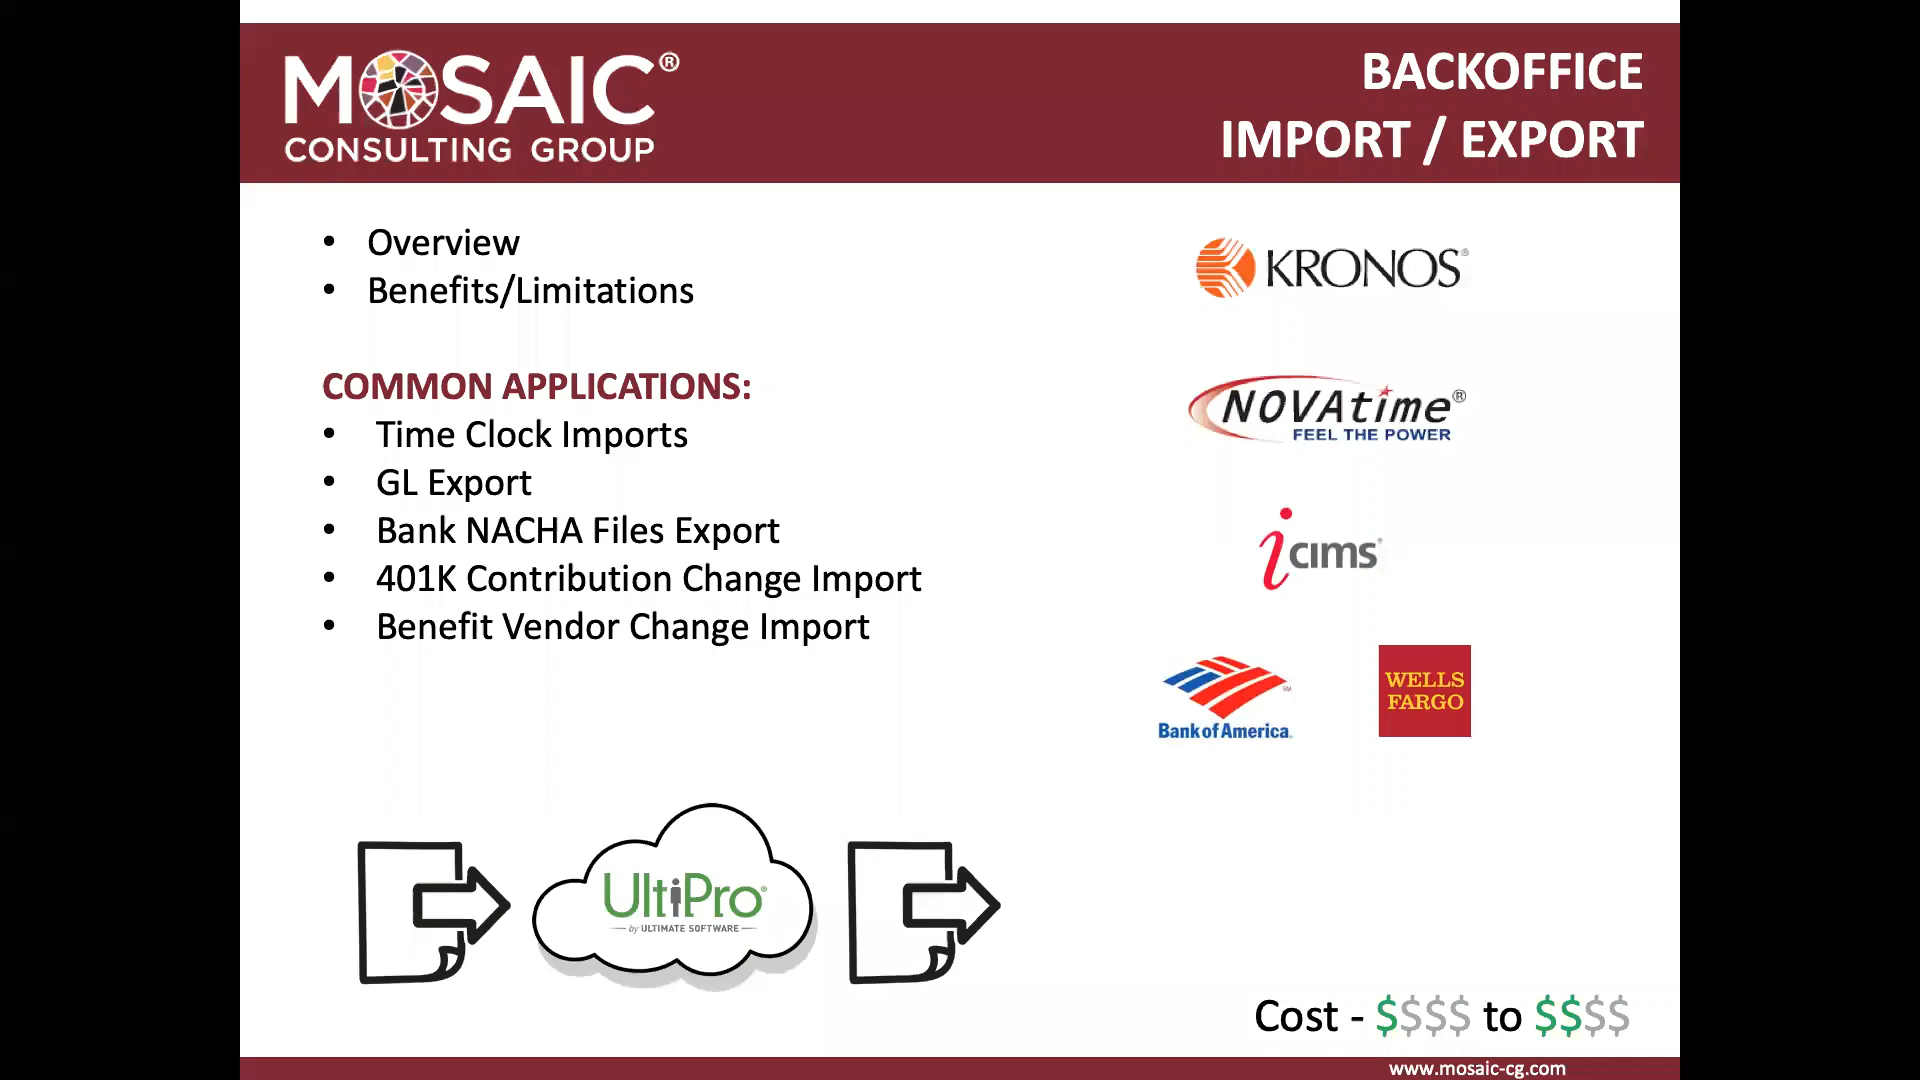 MOSAIC®
CONSULTING GROUP
BACKOFFICE
IMPORT / EXPORT
• Overview
• Benefits/Limitations
COMMON APPLICATIONS:
• Time Clock Imports
• GL Export
• Bank NACHA Files Export
• 401K Contribution Change Import
• Benefit Vendor Change Import
KRONOS®
NOVAtime®
FEEL THE POWER
icims®
Bank of America
SM
WELLS
FARGO
UltiPro®
by ULTIMATE SOFTWARE
Cost - $$$$ to $$$$
www.mosaic-cg.com